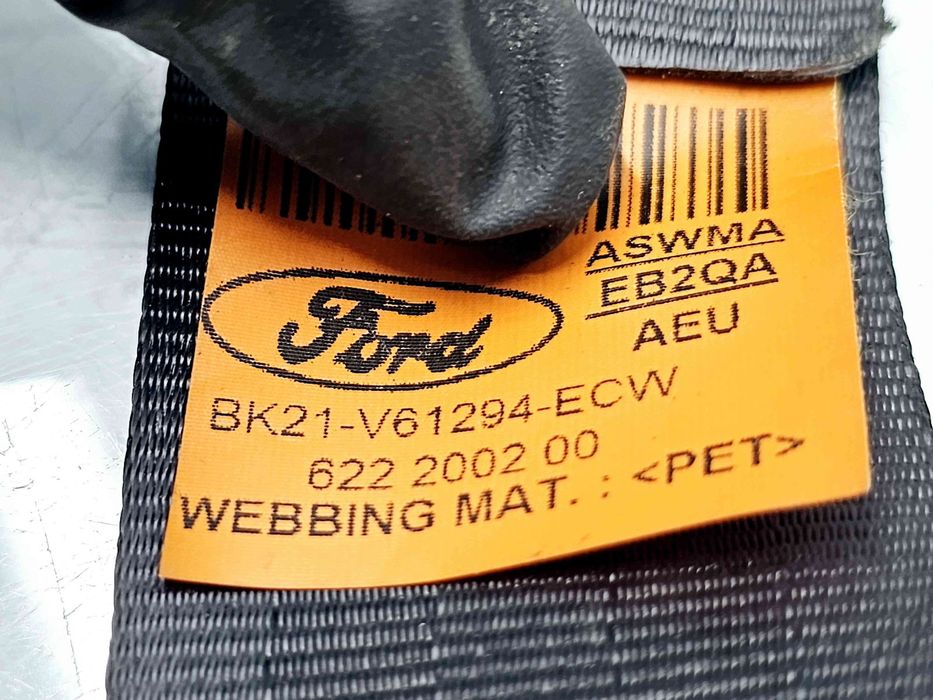 ASWMA
EB2QA
AEU
Ford
BK21-V61294-ECW
622 2002 00
WEBBING MAT. : <PET>